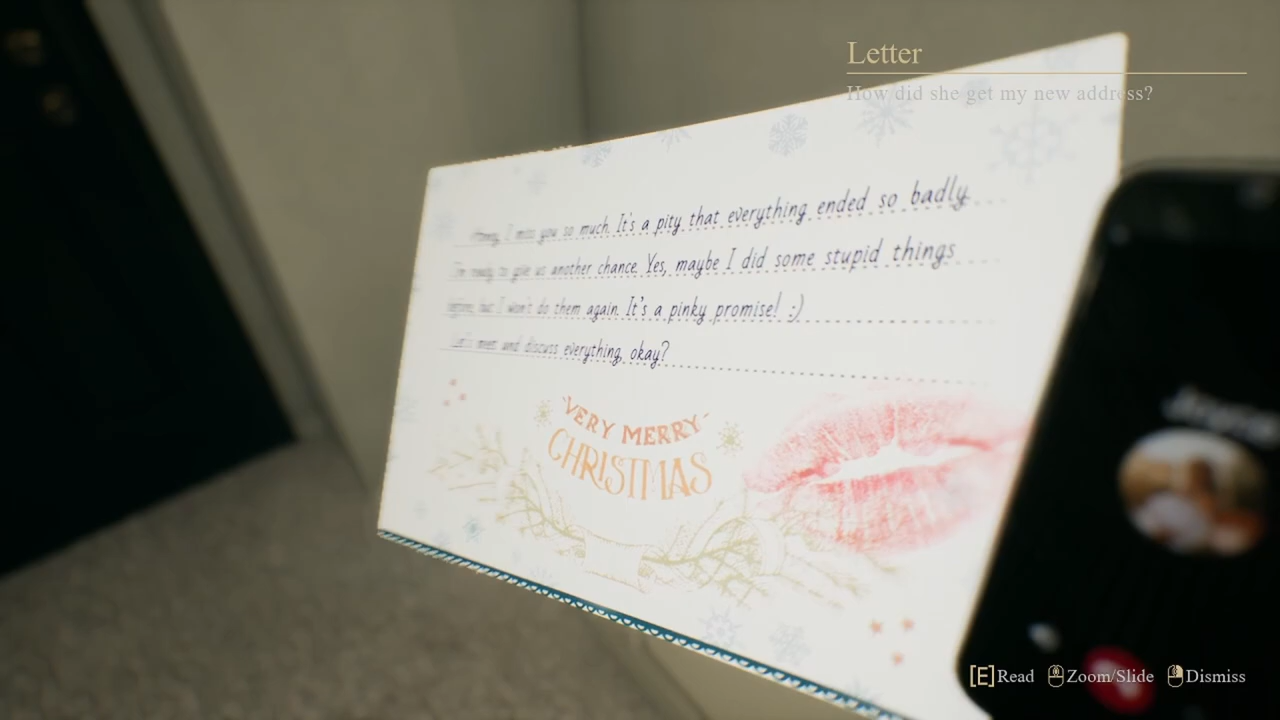 Letter
How did she get my new address?
I miss you so much. It's a pity that everything ended so badly.
I'm ready to give us another chance. Yes, maybe I did some stupid things
before, but I won't do them again. It's a pinky promise! :)
Let's meet and discuss everything, okay?
VERY MERRY
CHRISTMAS
[E]Read Zoom/Slide Dismiss